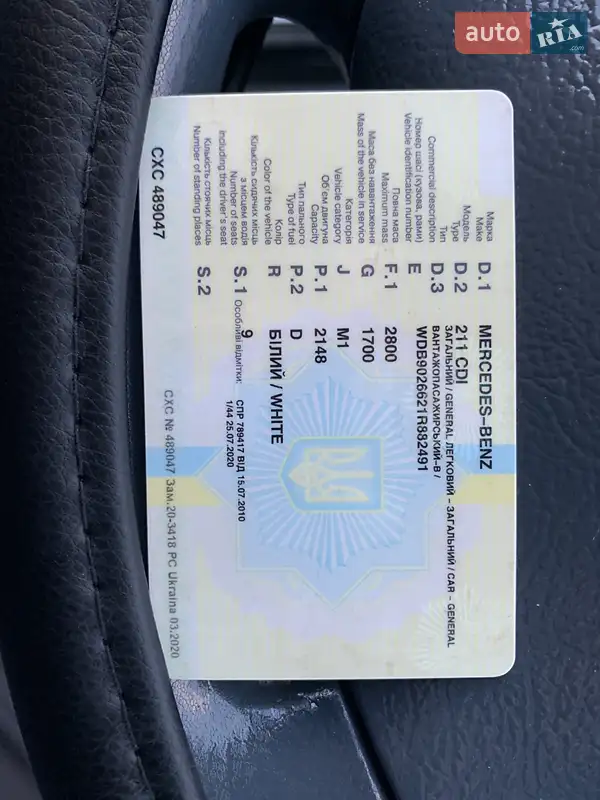 auto RIA.com
Марка
Make D.1 MERCEDES-BENZ
Модель
Type D.2 211 CDI
Тип
Commercial description D.3 ЗАГАЛЬНИЙ / GENERAL ЛЕГКОВИЙ - ЗАГАЛЬНИЙ / CAR - GENERAL
ВАНТАЖОПАСАЖИРСЬКИЙ-В /
Номер шасі (кузова, рами)
Vehicle identification number E WDB9026621R882491
Повна маса
Maximum mass F.1 2800
Маса без навантаження
Mass of the vehicle in service G 1700
Категорія
Vehicle category J M1
Об'єм двигуна
Capacity P.1 2148
Тип пального
Type of fuel P.2 D
Колір
Color of the vehicle R БІЛИЙ / WHITE
Кількість сидячих місць
з місцем водія
Number of seats
including the driver's seat S.1 9
Особливі відмітки: СПР 789417 ВІД 15.07.2010
1/44 25.07.2020
Кількість стоячих місць
Number of standing places S.2
CXC 489047
CXC № 489047 Зам.20-3418 PC Ukraina 03.2020